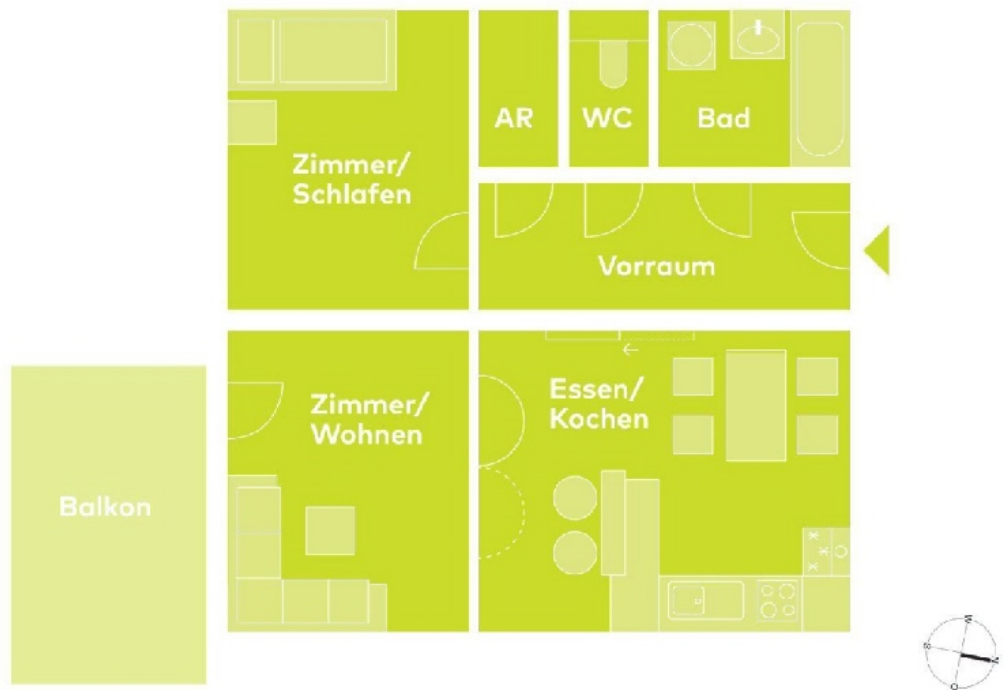 AR
WC
Bad
Zimmer/
Schlafen
Vorraum
Zimmer/
Wohnen
Essen/
Kochen
Balkon
W
S
N
O